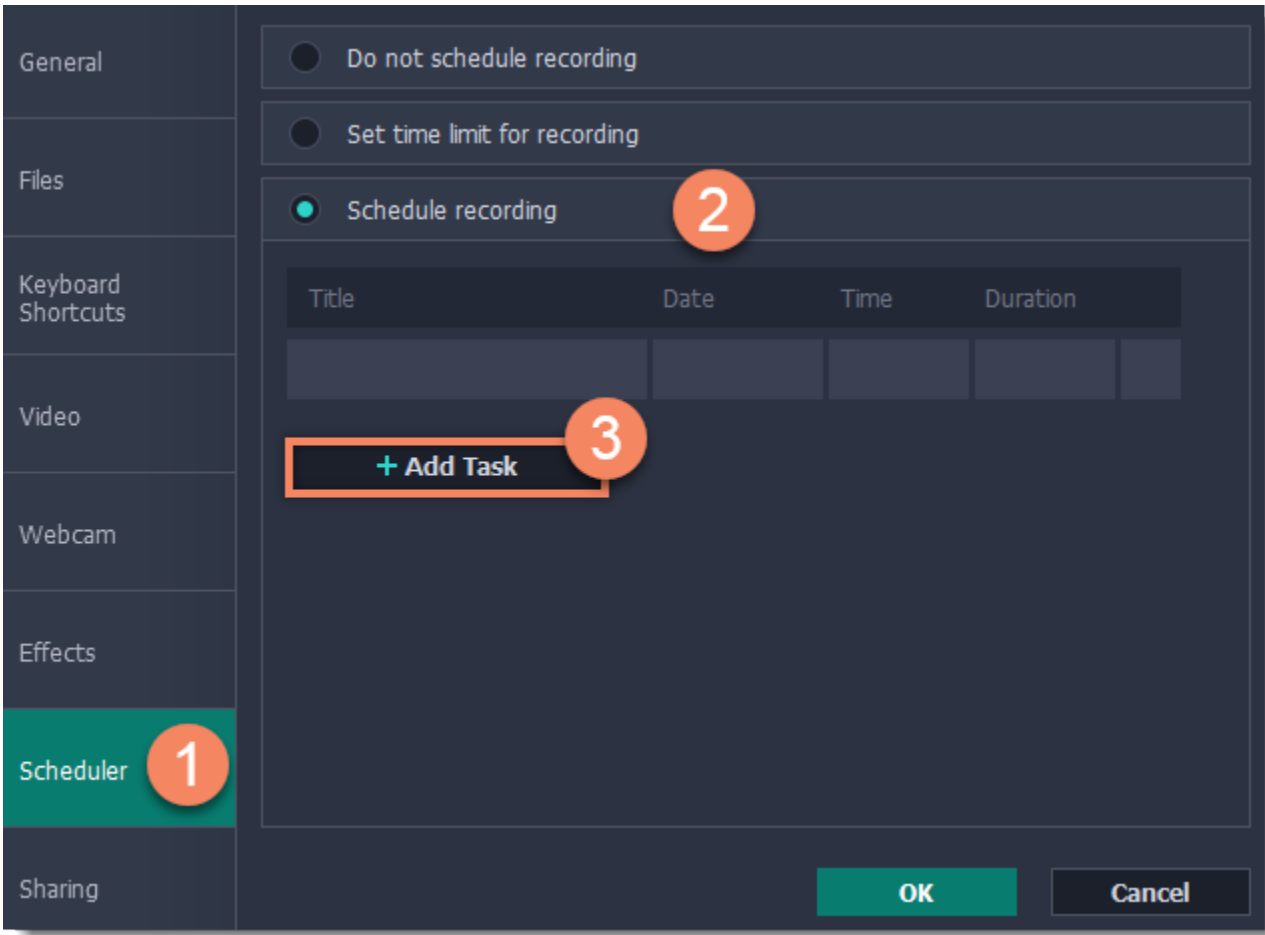 General
Files
Keyboard
Shortcuts
Video
Webcam
Effects
Scheduler
1
Sharing
Do not schedule recording
Set time limit for recording
Schedule recording
2
Title Date Time Duration
+ Add Task
3
OK Cancel